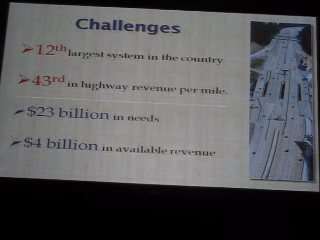 Challenges
12th largest system in the country
43rd in highway revenue per mile.
$23 billion in needs
$4 billion in available revenue